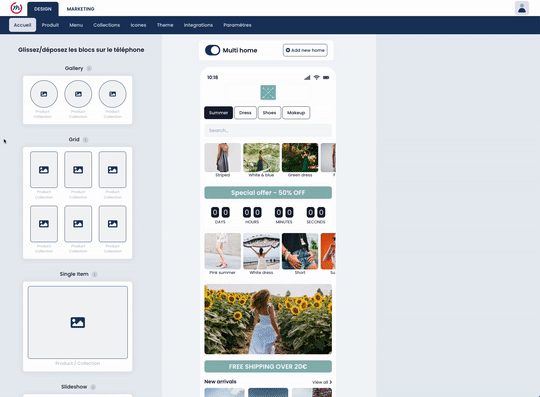 DESIGN
MARKETING
Accueil
Produit
Menu
Collections
Icones
Theme
Integrations
Paramètres
Glissez/déposez les blocs sur le téléphone
Gallery
Product Collection
Product Collection
Product Collection
Grid
Product Collection
Product Collection
Product Collection
Product Collection
Product Collection
Product Collection
Single Item
Product / Collection
Slideshow
Multi home
Add new home
10:18
Summer
Dress
Shoes
Makeup
Search..
Striped
White & blue
Green dress
Special offer - 50% OFF
0 0
0 0
0 0
0 0
DAYS
HOURS
MINUTES
SECONDS
Pink summer
White dress
Short
Su
FREE SHIPPING OVER 20€
New arrivals
View all